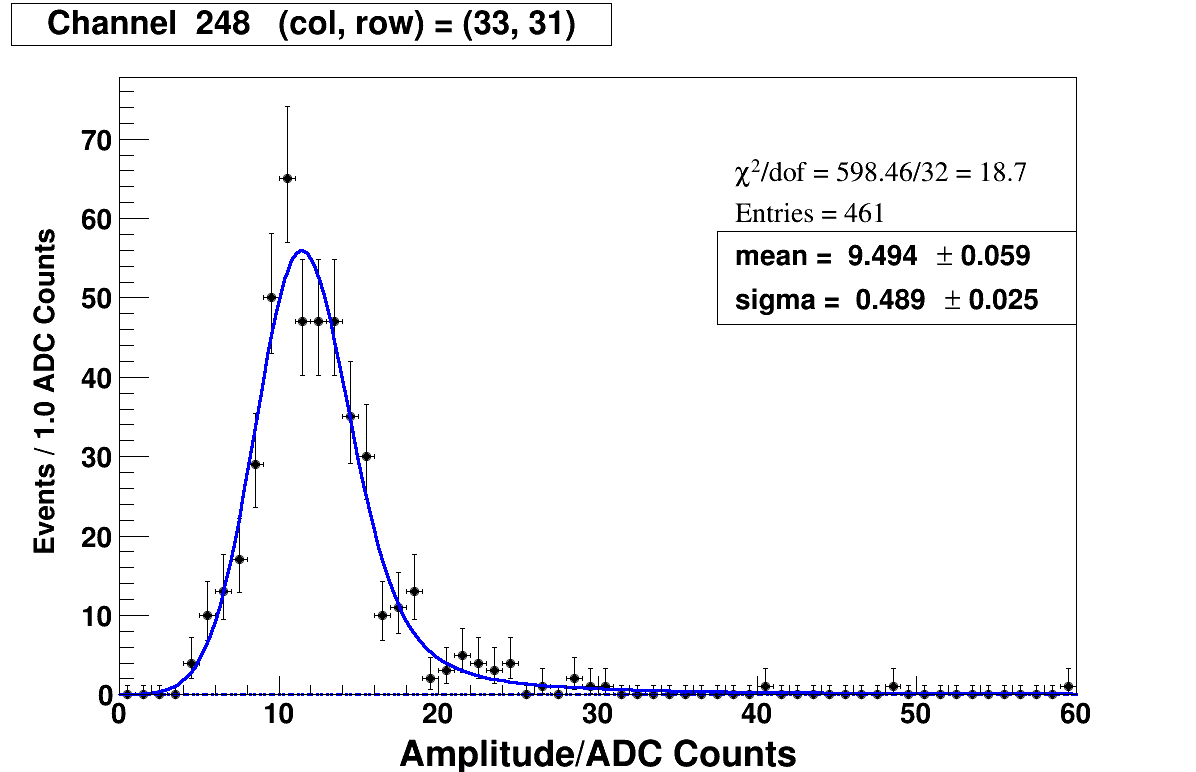 Channel 248 (col, row) = (33, 31)
χ²/dof = 598.46/32 = 18.7
Entries = 461
mean = 9.494 ± 0.059
sigma = 0.489 ± 0.025
Events / 1.0 ADC Counts
70
60
50
40
30
20
10
0
0 10 20 30 40 50 60
Amplitude/ADC Counts